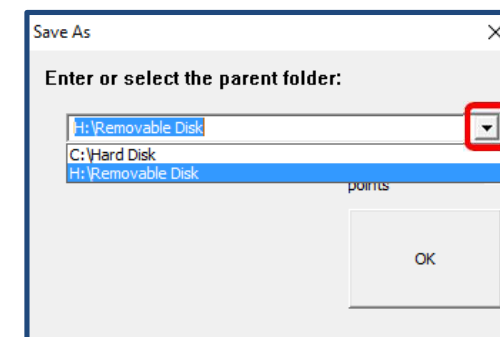 Save As
Enter or select the parent folder:
H:\Removable Disk
C:\Hard Disk
H:\Removable Disk
points
OK